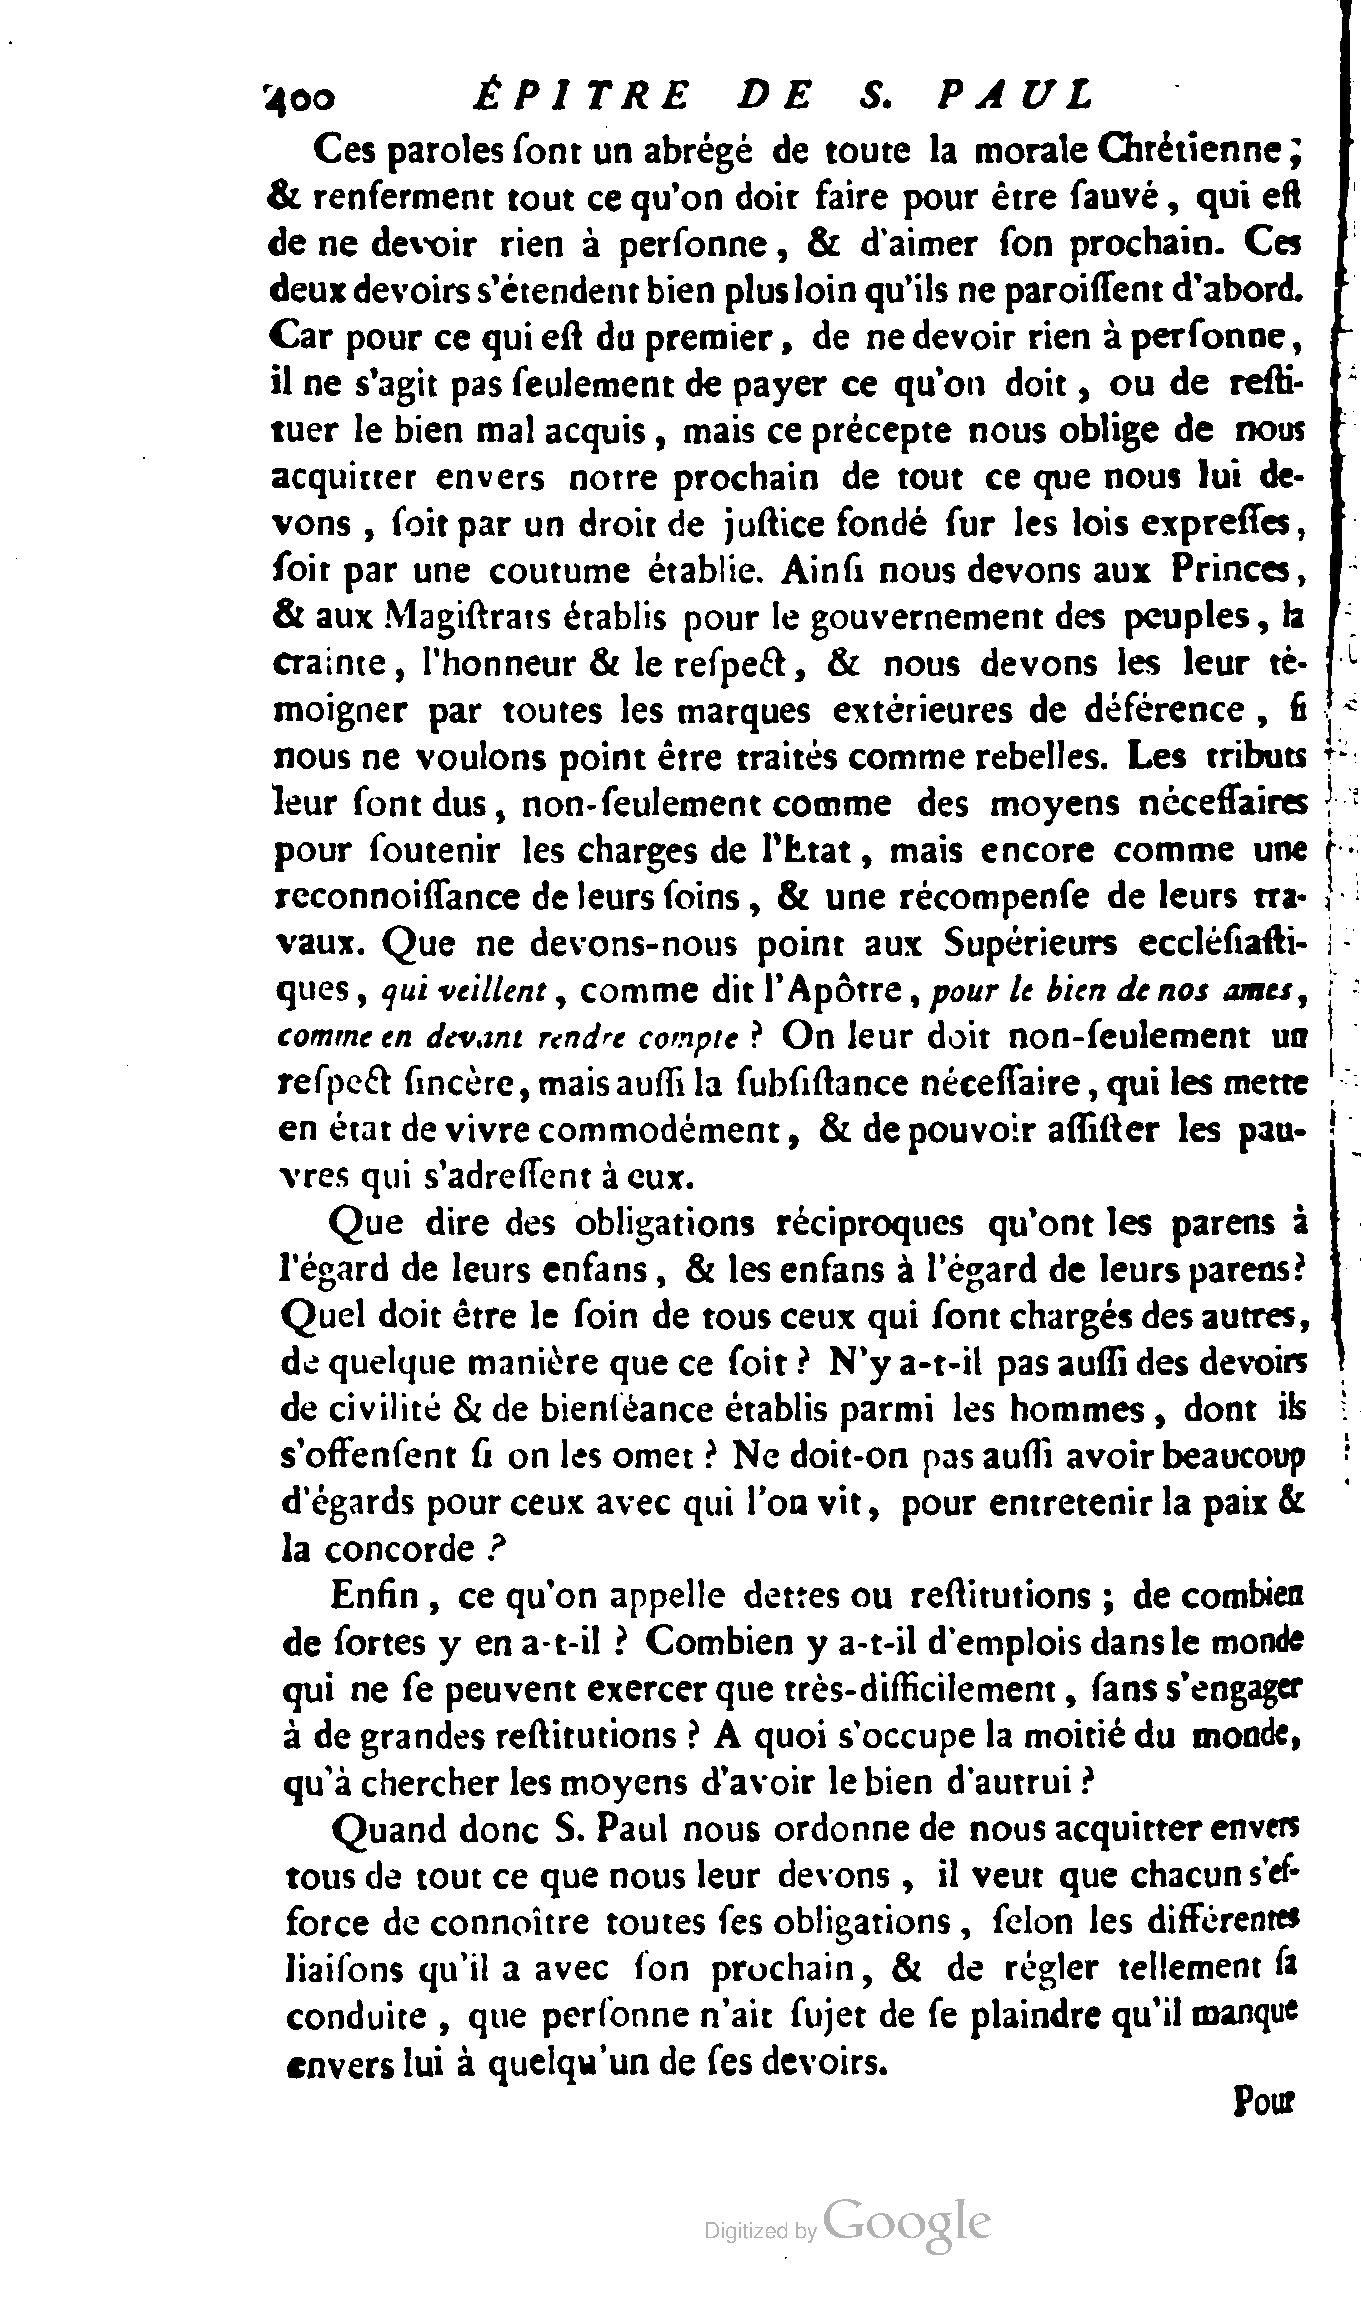 400 ÉPITRE DE S. PAUL
Ces paroles ſont un abrégé de toute la morale Chrétienne;
& renferment tout ce qu'on doit faire pour être ſauvé, qui eſt
de ne devoir rien à perſonne, & d'aimer ſon prochain. Ces
deux devoirs s'étendent bien plus loin qu'ils ne paroiſſent d'abord.
Car pour ce qui eſt du premier, de ne devoir rien à perſonne,
il ne s'agit pas ſeulement de payer ce qu'on doit, ou de reſti-
tuer le bien mal acquis, mais ce précepte nous oblige de nous
acquitter envers notre prochain de tout ce que nous lui de-
vons, ſoit par un droit de juſtice fondé ſur les lois expreſſes,
ſoit par une coutume établie. Ainſi nous devons aux Princes,
& aux Magiſtrats établis pour le gouvernement des peuples, la
crainte, l'honneur & le reſpect, & nous devons les leur té-
moigner par toutes les marques extérieures de déférence, ſi
nous ne voulons point être traités comme rebelles. Les tributs
leur ſont dus, non-ſeulement comme des moyens néceſſaires
pour ſoutenir les charges de l'Etat, mais encore comme une
reconnoiſſance de leurs ſoins, & une récompenſe de leurs tra-
vaux. Que ne devons-nous point aux Supérieurs eccléſiaſti-
ques, qui veillent, comme dit l'Apôtre, pour le bien de nos ames,
comme en devant rendre compte ? On leur doit non-ſeulement un
reſpect ſincère, mais auſſi la ſubſiſtance néceſſaire, qui les mette
en état de vivre commodément, & de pouvoir aſſiſter les pau-
vres qui s'adreſſent à eux.
Que dire des obligations réciproques qu'ont les parens à
l'égard de leurs enfans, & les enfans à l'égard de leurs parens?
Quel doit être le ſoin de tous ceux qui ſont chargés des autres,
de quelque manière que ce ſoit ? N'y a-t-il pas auſſi des devoirs
de civilité & de bienſéance établis parmi les hommes, dont ils
s'offenſent ſi on les omet ? Ne doit-on pas auſſi avoir beaucoup
d'égards pour ceux avec qui l'on vit, pour entretenir la paix &
la concorde ?
Enfin, ce qu'on appelle dettes ou reſtitutions ; de combien
de ſortes y en a-t-il ? Combien y a-t-il d'emplois dans le monde
qui ne ſe peuvent exercer que très-difficilement, ſans s'engager
à de grandes reſtitutions ? A quoi s'occupe la moitié du monde,
qu'à chercher les moyens d'avoir le bien d'autrui ?
Quand donc S. Paul nous ordonne de nous acquitter envers
tous de tout ce que nous leur devons, il veut que chacun s'ef-
force de connoître toutes ſes obligations, ſelon les différentes
liaiſons qu'il a avec ſon prochain, & de régler tellement ſa
conduite, que perſonne n'ait ſujet de ſe plaindre qu'il manque
envers lui à quelqu'un de ſes devoirs.
Pour
Digitized by Google